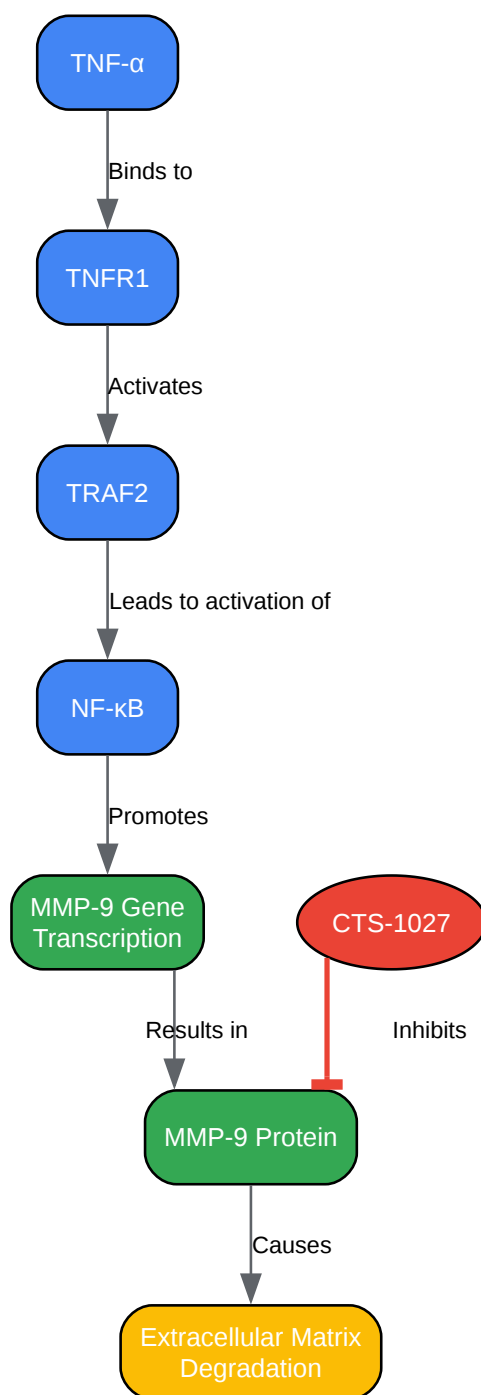 TNF-α
Binds to
TNFR1
Activates
TRAF2
Leads to activation of
NF-κB
Promotes
MMP-9 Gene
Transcription
CTS-1027
Results in
Inhibits
MMP-9 Protein
Causes
Extracellular Matrix
Degradation